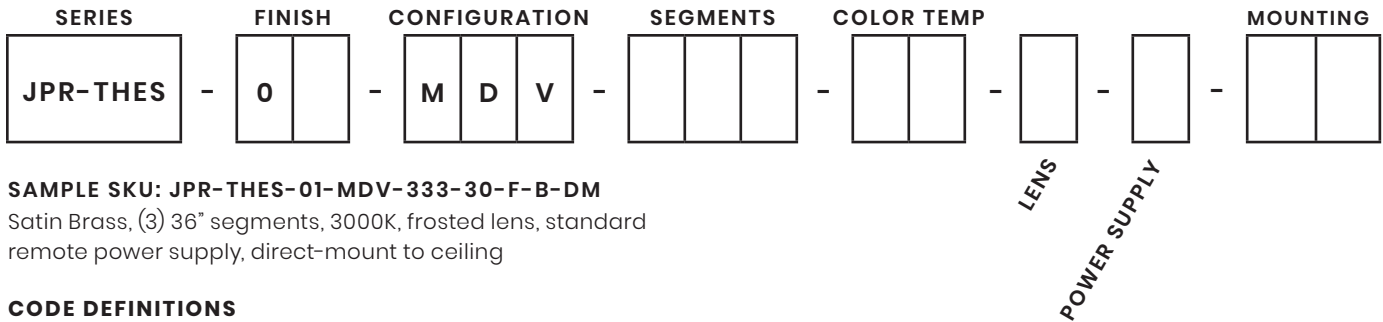 SERIES FINISH CONFIGURATION SEGMENTS COLOR TEMP MOUNTING
JPR-THES - 0 - M D V - - - - -
LENS
POWER SUPPLY
SAMPLE SKU: JPR-THES-01-MDV-333-30-F-B-DM
Satin Brass, (3) 36” segments, 3000K, frosted lens, standard
remote power supply, direct-mount to ceiling
CODE DEFINITIONS